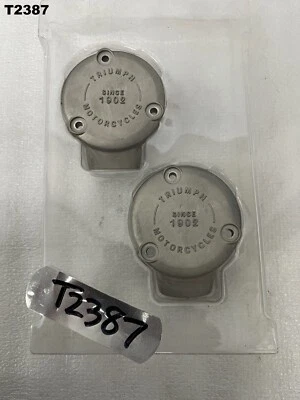 T2387
TRIUMPH
SINCE
1902
MOTORCYCLES
TRIUMPH
SINCE
1902
MOTORCYCLES
T2387